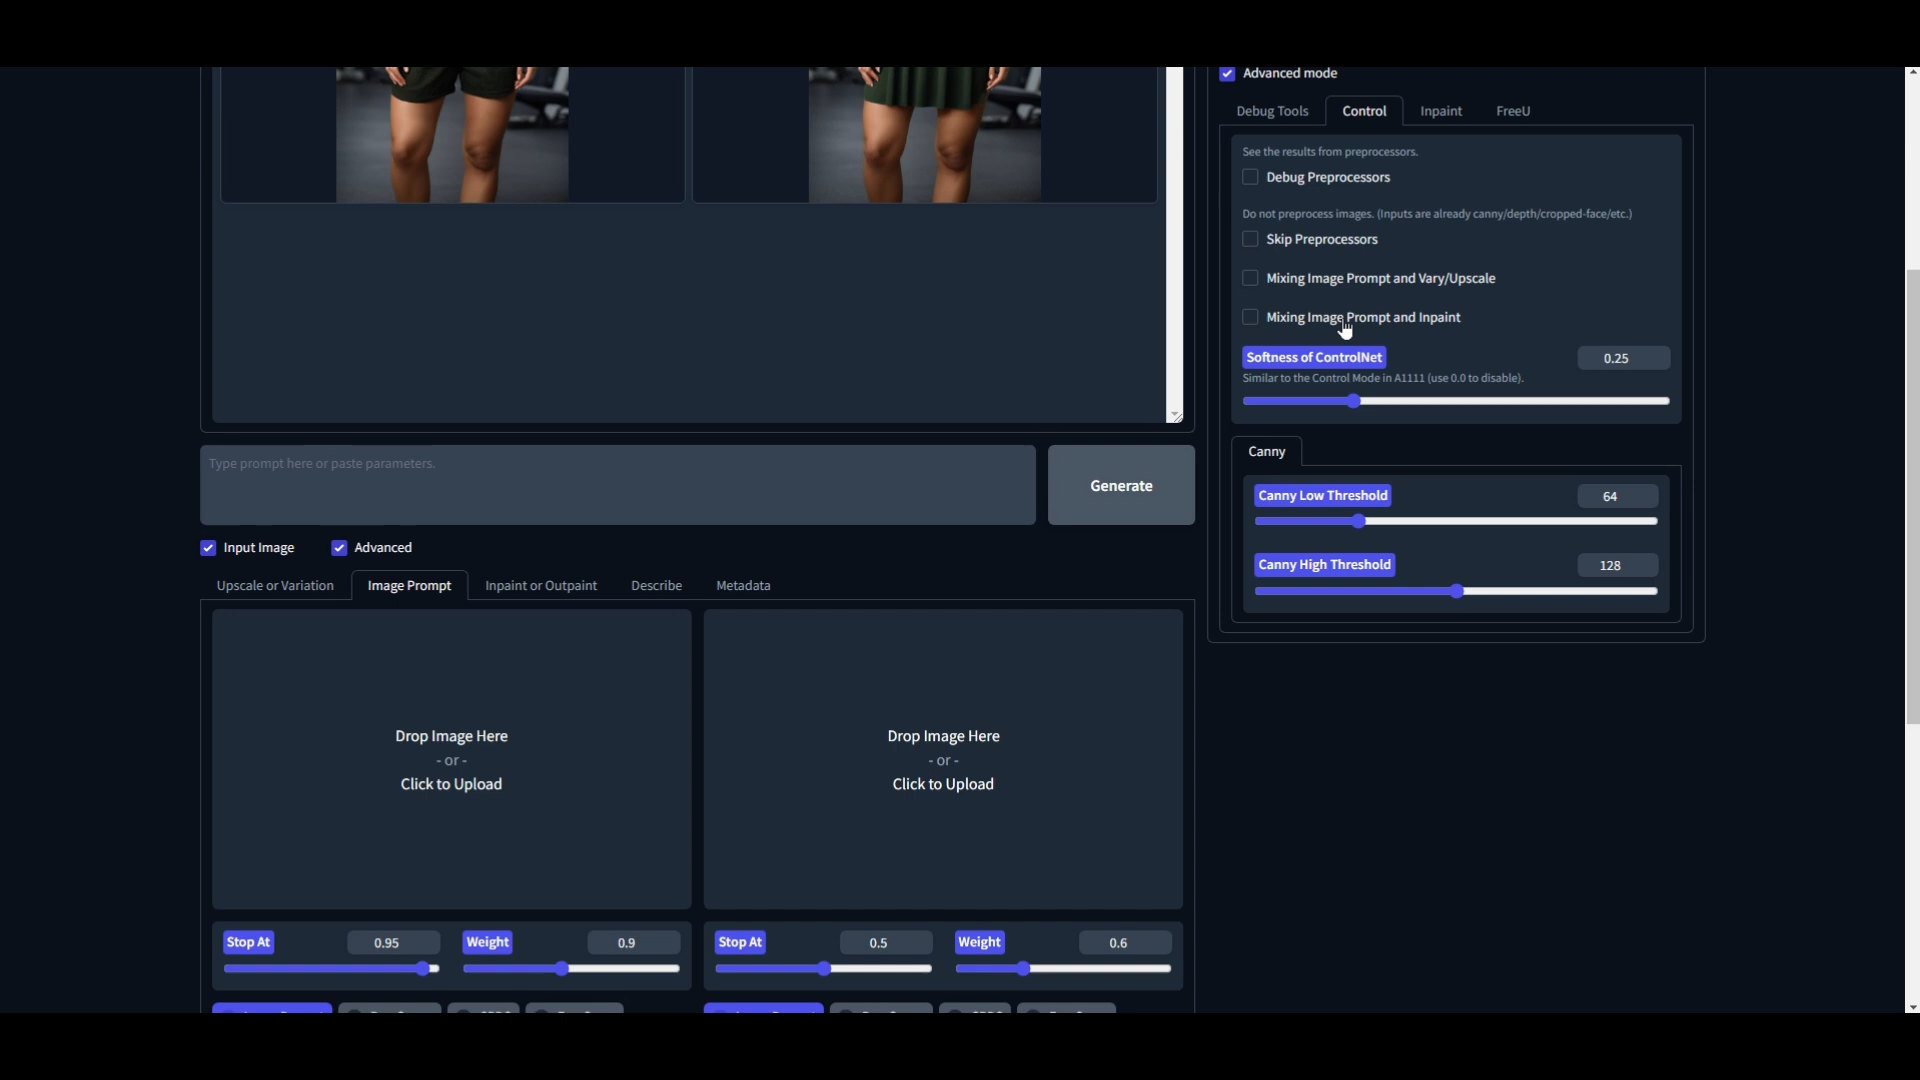 Advanced mode
Debug Tools Control Inpaint FreeU
See the results from preprocessors.
Debug Preprocessors
Do not preprocess images. (Inputs are already canny/depth/cropped-face/etc.)
Skip Preprocessors
Mixing Image Prompt and Vary/Upscale
Mixing Image Prompt and Inpaint
Softness of ControlNet 0.25
Similar to the Control Mode in A1111 (use 0.0 to disable).
Canny
Canny Low Threshold 64
Canny High Threshold 128
Type prompt here or paste parameters.
Generate
Input Image Advanced
Upscale or Variation Image Prompt Inpaint or Outpaint Describe Metadata
Drop Image Here
- or -
Click to Upload
Drop Image Here
- or -
Click to Upload
Stop At 0.95 Weight 0.9
Stop At 0.5 Weight 0.6